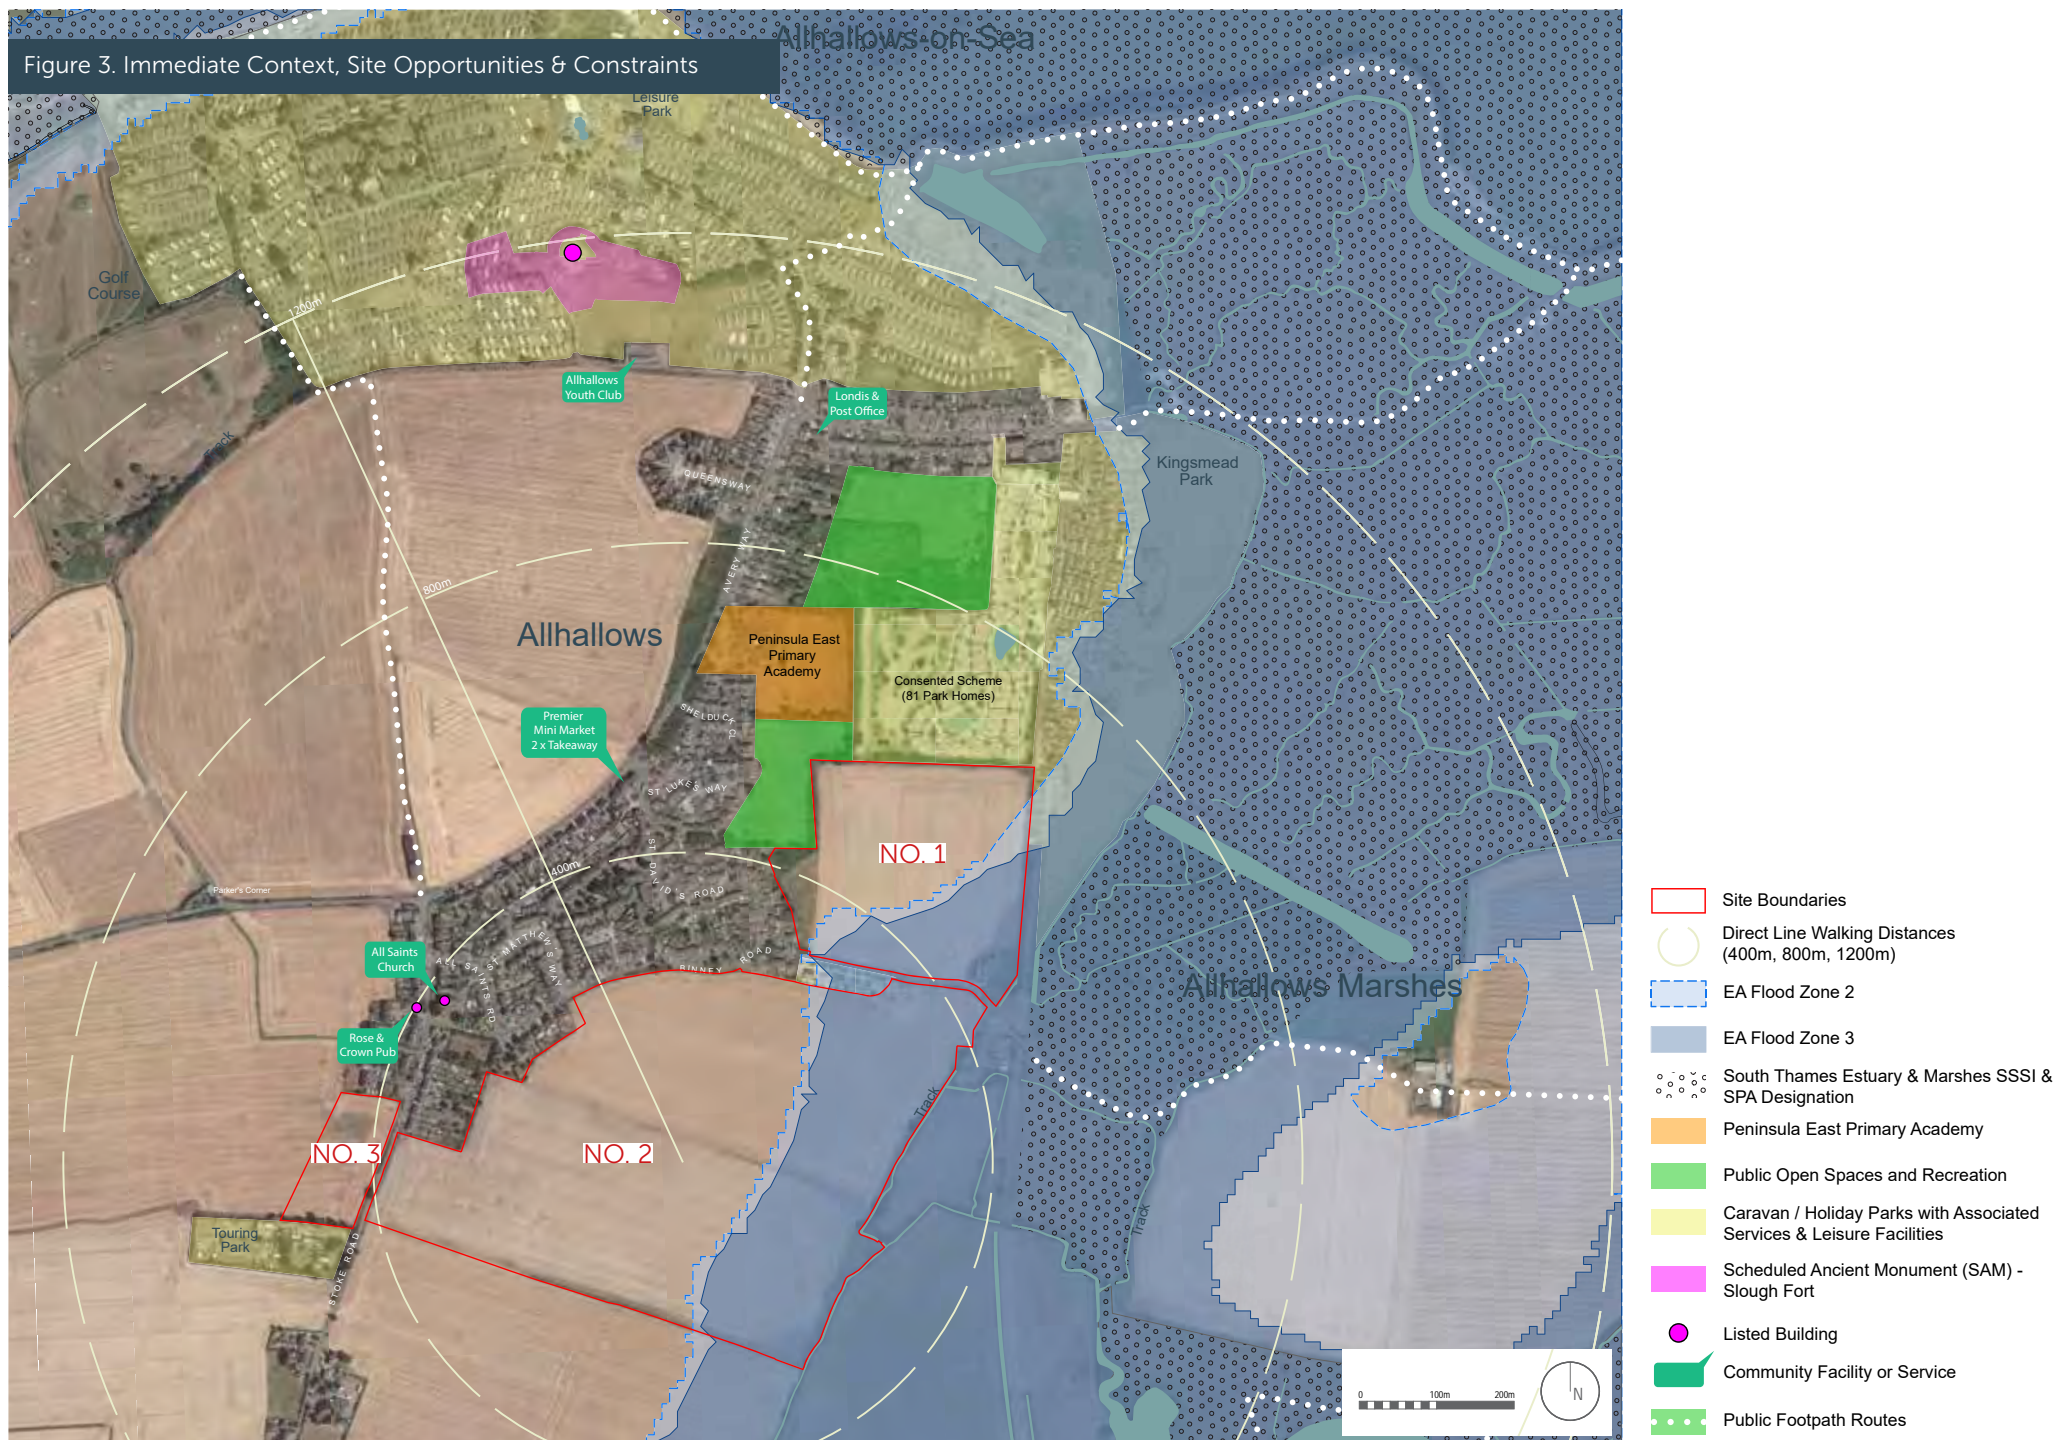 Allhallows-on-Sea
Figure 3. Immediate Context, Site Opportunities & Constraints
Leisure
Park
Golf
Course
1200m
Allhallows
Youth Club
Londis &
Post Office
QUEENSWAY
Kingsmead
Park
AVERY WAY
800m
Allhallows
Peninsula East
Primary
Academy
Consented Scheme
(81 Park Homes)
SHELDUCK CL
Premier
Mini Market
2 x Takeaway
ST LUKE'S WAY
NO. 1
400m
ST DAVID'S ROAD
Parker's Corner
ST MATTHEW'S WAY
ALL SAINTS RD
BINNEY ROAD
All Saints
Church
Allhallows Marshes
Rose &
Crown Pub
Track
NO. 3
NO. 2
Touring
Park
Track
STOKE ROAD
Site Boundaries
Direct Line Walking Distances
(400m, 800m, 1200m)
EA Flood Zone 2
EA Flood Zone 3
South Thames Estuary & Marshes SSSI &
SPA Designation
Peninsula East Primary Academy
Public Open Spaces and Recreation
Caravan / Holiday Parks with Associated
Services & Leisure Facilities
Scheduled Ancient Monument (SAM) -
Slough Fort
Listed Building
Community Facility or Service
Public Footpath Routes
0 100m 200m
N